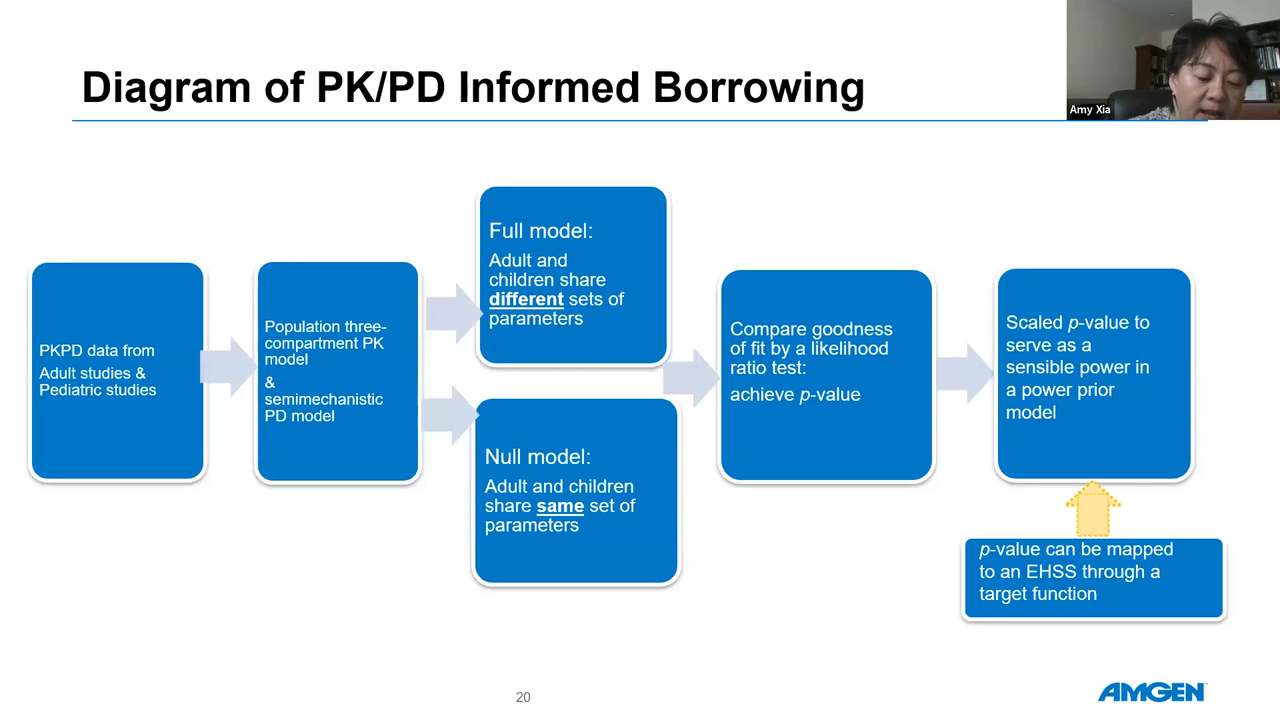 Diagram of PK/PD Informed Borrowing
Amy Xia
PKPD data from
Adult studies &
Pediatric studies
Population three-
compartment PK
model
&
semimechanistic
PD model
Full model:
Adult and
children share
different sets of
parameters
Null model:
Adult and children
share same set of
parameters
Compare goodness
of fit by a likelihood
ratio test:
achieve p-value
Scaled p-value to
serve as a
sensible power in
a power prior
model
p-value can be mapped
to an EHSS through a
target function
20
AMGEN